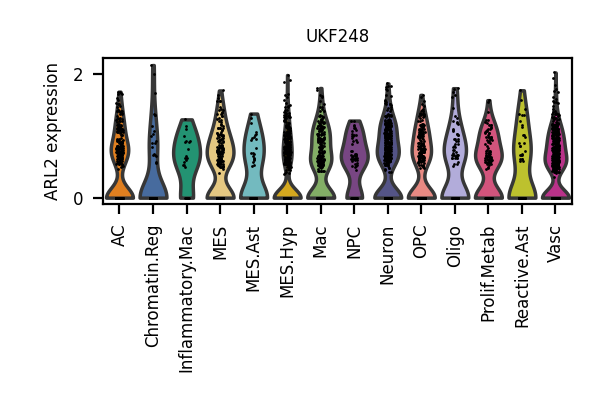 UKF248
ARL2 expression
2
0
AC
Chromatin.Reg
Inflammatory.Mac
MES
MES.Ast
MES.Hyp
Mac
NPC
Neuron
OPC
Oligo
Prolif.Metab
Reactive.Ast
Vasc